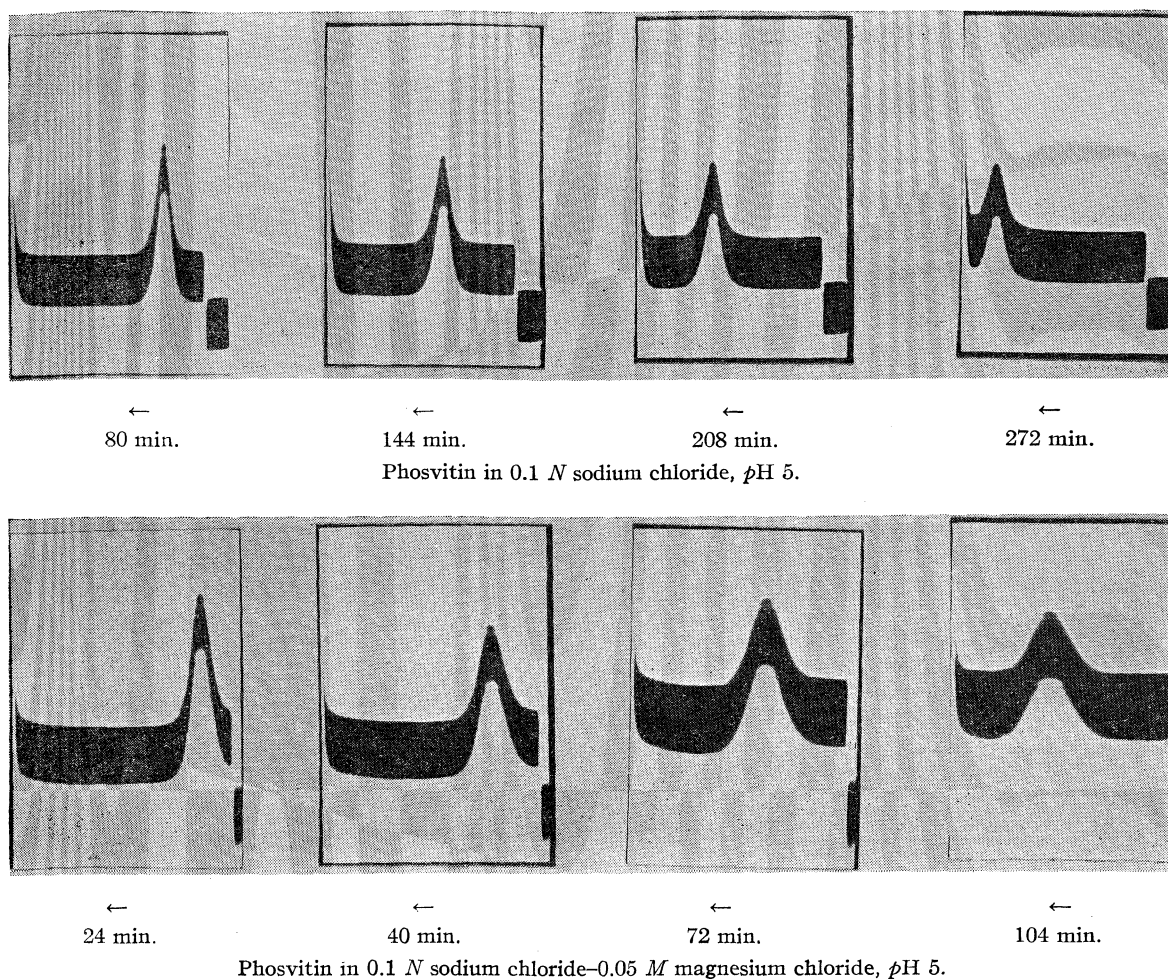 ← ← ← ←
80 min. 144 min. 208 min. 272 min.
Phosvitin in 0.1 N sodium chloride, pH 5.
← ← ← ←
24 min. 40 min. 72 min. 104 min.
Phosvitin in 0.1 N sodium chloride–0.05 M magnesium chloride, pH 5.